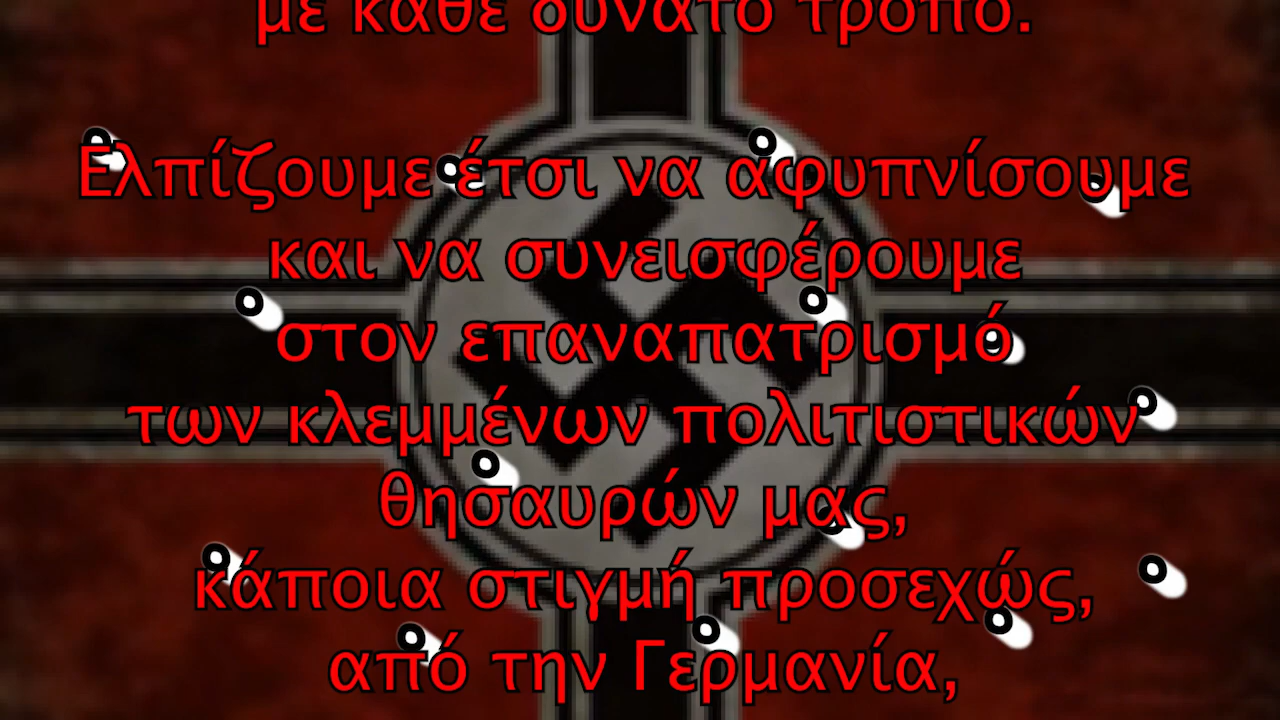 με κάθε δυνατό τρόπο.
Ελπίζουμε έτσι να αφυπνίσουμε
και να συνεισφέρουμε
στον επαναπατρισμό
των κλεμμένων πολιτιστικών
θησαυρών μας,
κάποια στιγμή προσεχώς,
από την Γερμανία,